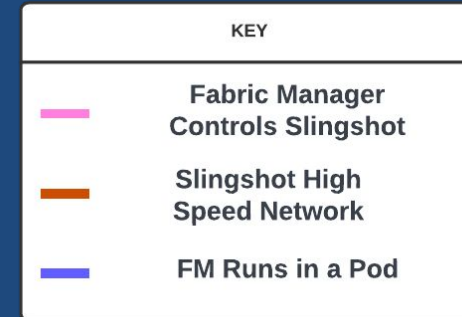 KEY
Fabric Manager
Controls Slingshot
Slingshot High
Speed Network
FM Runs in a Pod